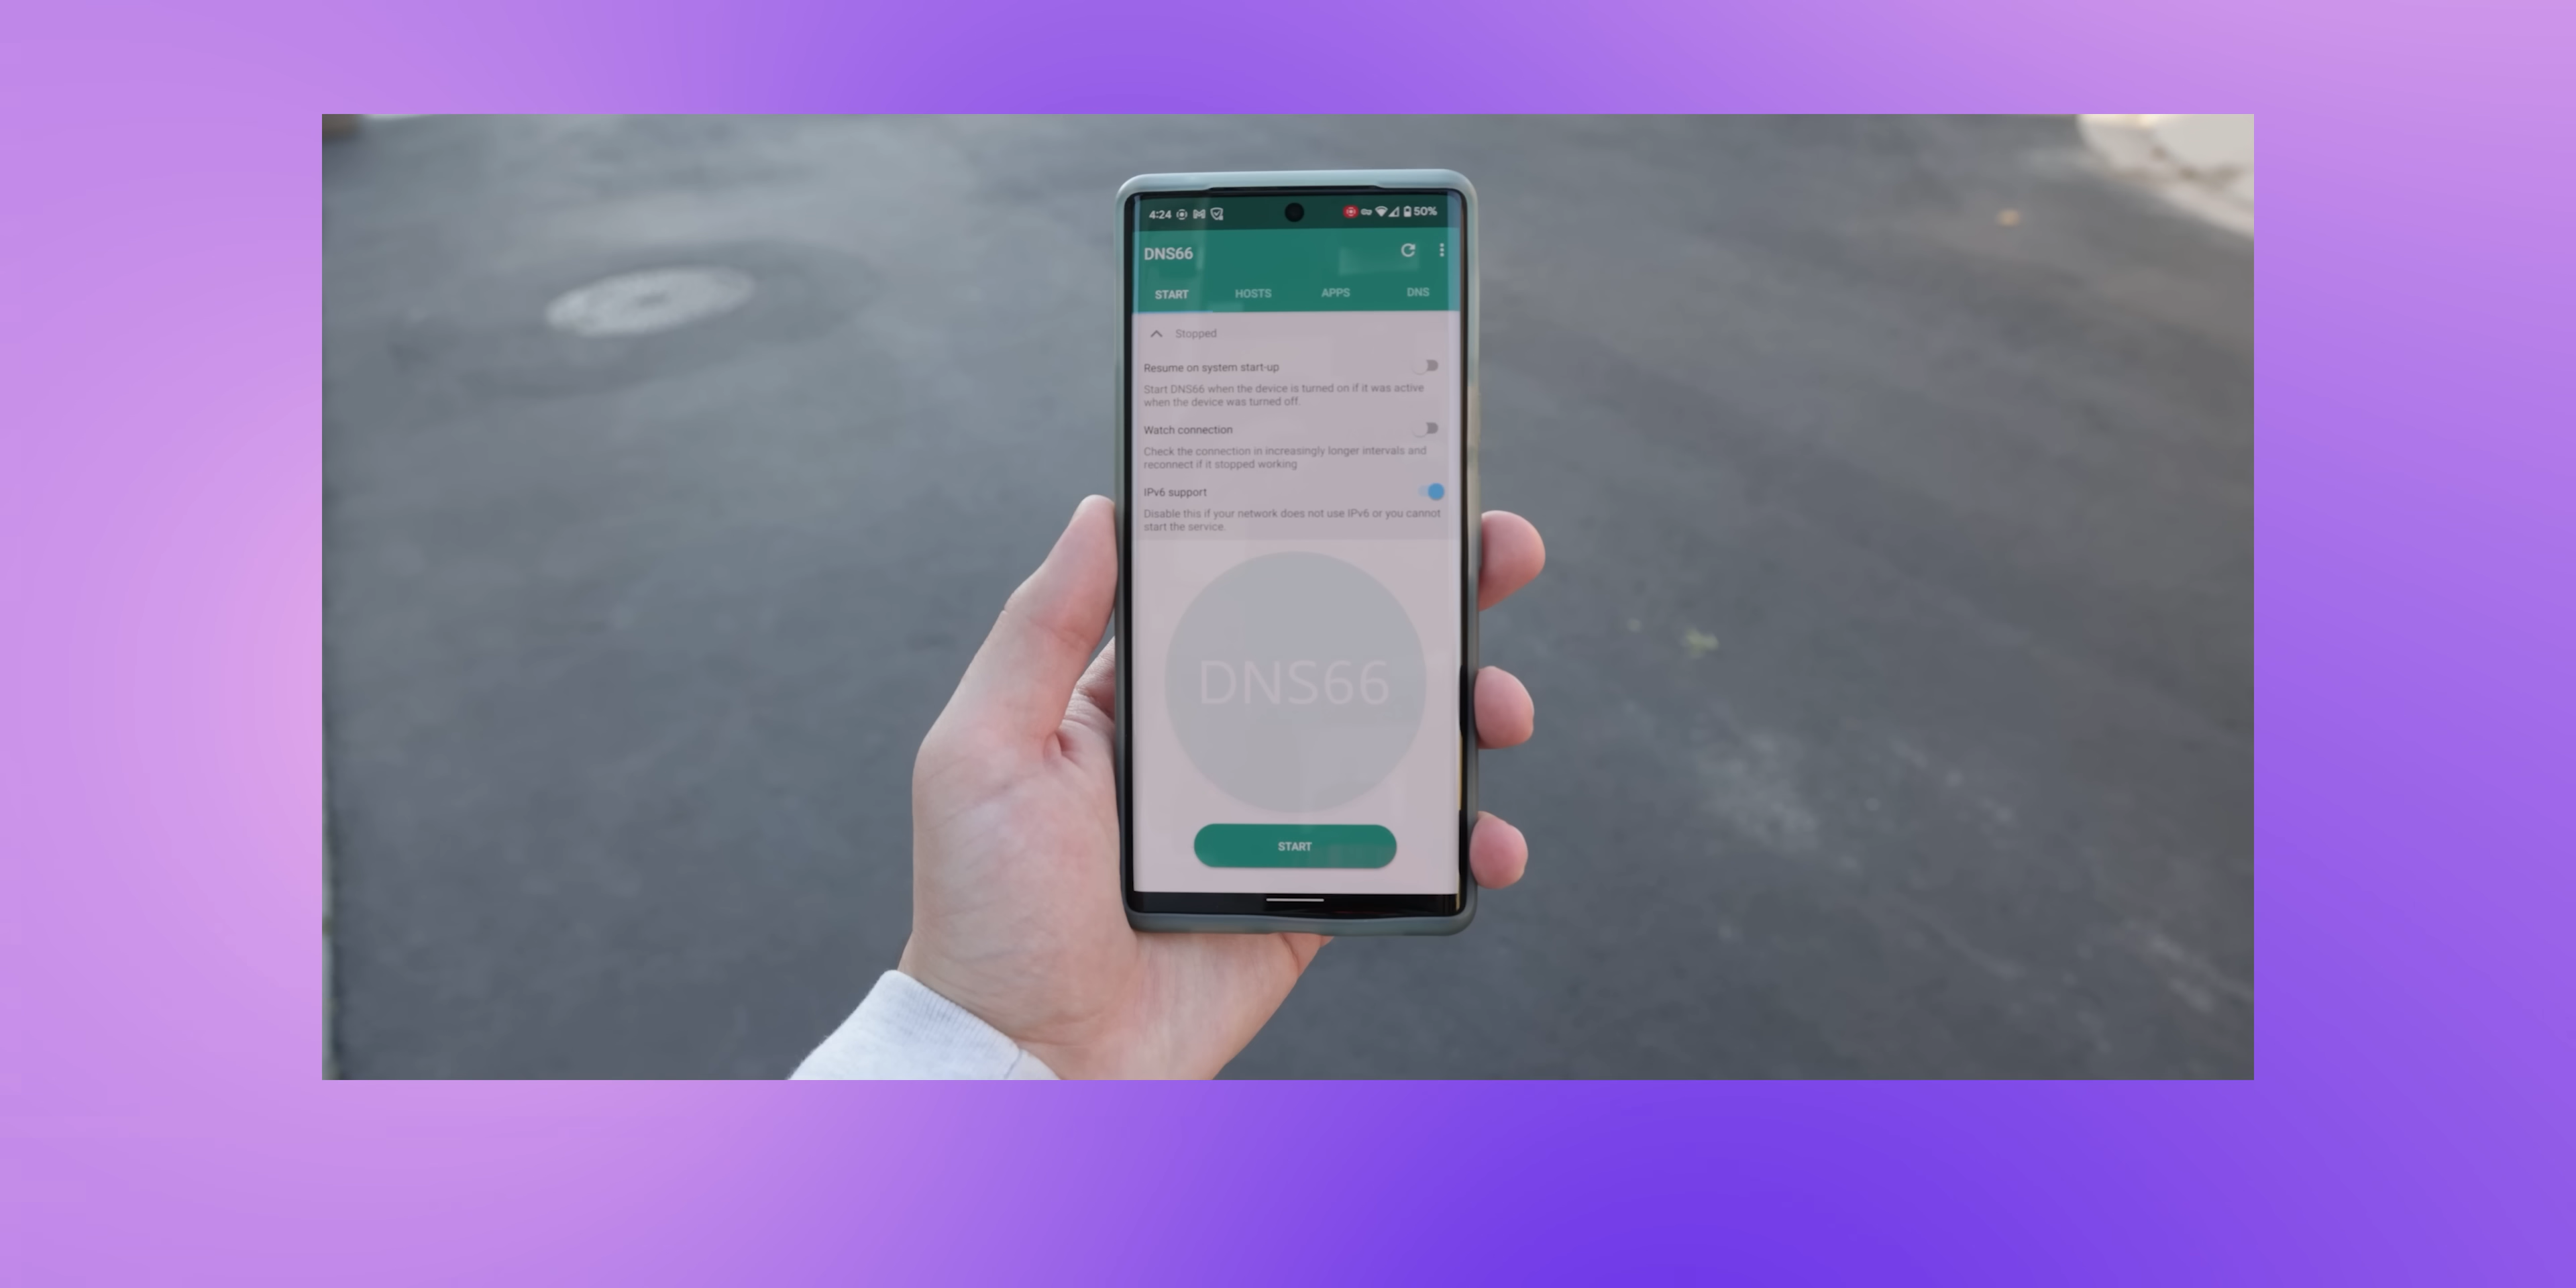 4:24 50%
DNS66
START HOSTS APPS DNS
Stopped
Resume on system start-up
Start DNS66 when the device is turned on if it was active
when the device was turned off.
Watch connection
Check the connection in increasingly longer intervals and
reconnect if it stopped working
IPv6 support
Disable this if your network does not use IPv6 or you cannot
start the service.
DNS66
START